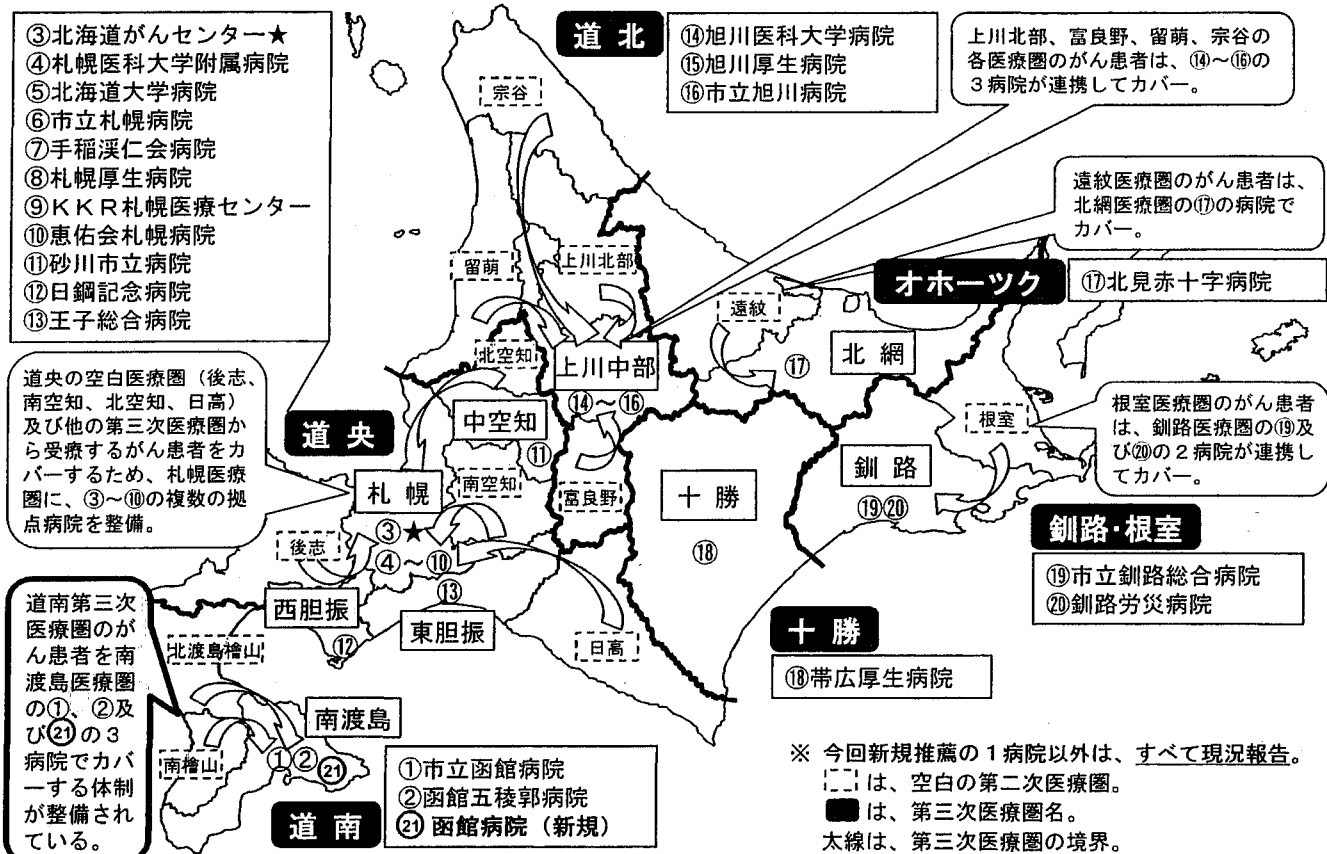 ③北海道がんセンター★
④札幌医科大学附属病院
⑤北海道大学病院
⑥市立札幌病院
⑦手稲渓仁会病院
⑧札幌厚生病院
⑨KKR札幌医療センター
⑩恵佑会札幌病院
⑪砂川市立病院
⑫日鋼記念病院
⑬王子総合病院
道北
⑭旭川医科大学病院
⑮旭川厚生病院
⑯市立旭川病院
上川北部、富良野、留萌、宗谷の
各医療圏のがん患者は、⑭~⑯の
3病院が連携してカバー。
遠紋医療圏のがん患者は、
北網医療圏の⑰の病院で
カバー。
オホーツク
⑰北見赤十字病院
宗谷
留萌
上川北部
遠紋
北空知
上川中部
⑭~⑯
北網
⑰
道央の空白医療圏(後志、
南空知、北空知、日高)
及び他の第三次医療圏か
ら受療するがん患者をカ
バーするため、札幌医療
圏に、③~⑩の複数の拠
点病院を整備。
道央
中空知
⑪
札幌
南空知
富良野
十勝
⑱
釧路
⑲⑳
根室
根室医療圏のがん患者
は、釧路医療圏の⑲及
び⑳の2病院が連携し
てカバー。
③★
④~⑩
後志
⑬
西胆振
東胆振
⑫
日高
釧路・根室
⑲市立釧路総合病院
⑳釧路労災病院
十勝
⑱帯広厚生病院
道南第三次
医療圏のが
ん患者を南
渡島医療圏
の①、②及
び㉑の3
病院でカバ
ーする体制
が整備され
ている。
北渡島檜山
南渡島
南檜山
①②㉑
道南
①市立函館病院
②函館五稜郭病院
㉑函館病院(新規)
※ 今回新規推薦の1病院以外は、すべて現況報告。
は、空白の第二次医療圏。
は、第三次医療圏名。
太線は、第三次医療圏の境界。